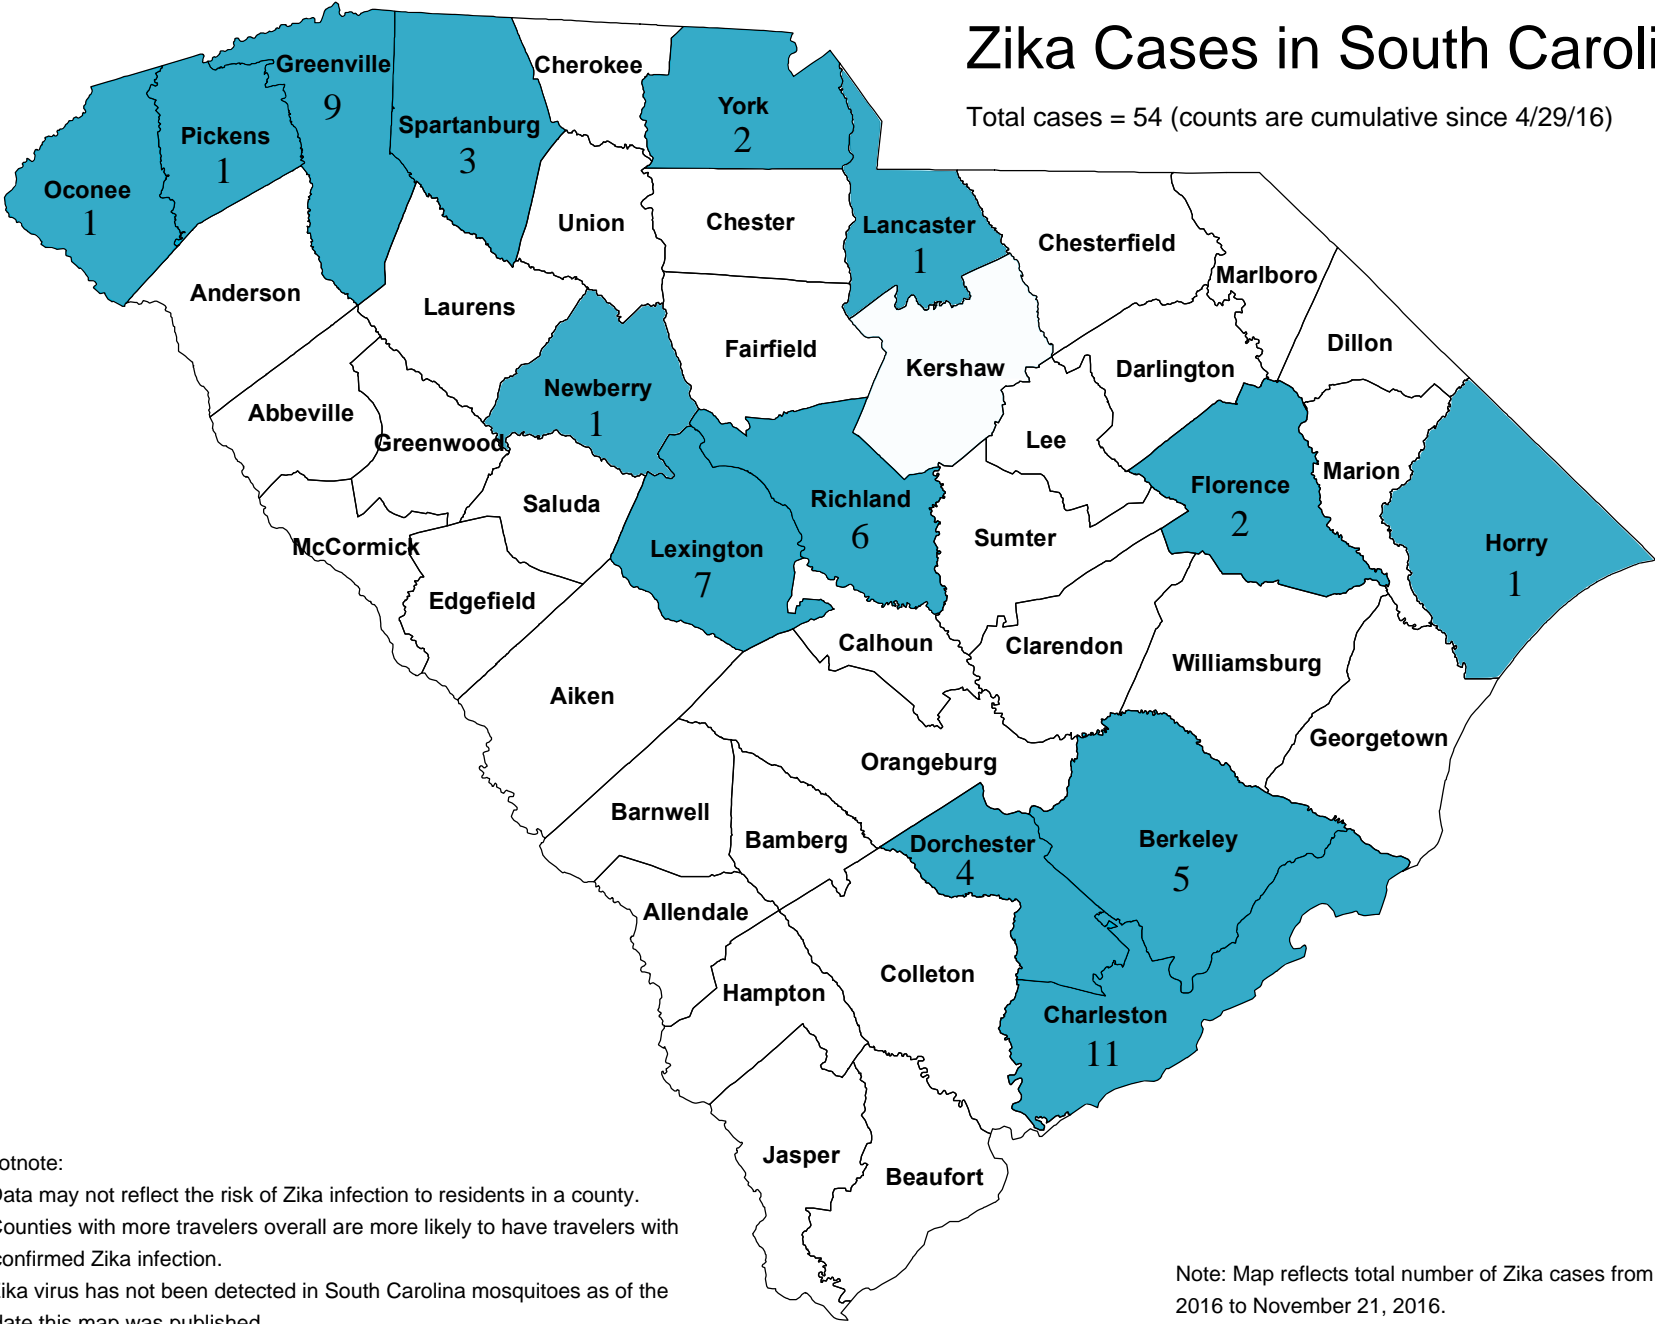 Zika Cases in South Caroli
Total cases = 54 (counts are cumulative since 4/29/16)
Greenville
9
Cherokee
York
2
Spartanburg
3
Pickens
1
Oconee
1
Union
Chester
Lancaster
1
Chesterfield
Marlboro
Anderson
Laurens
Fairfield
Kershaw
Darlington
Dillon
Newberry
1
Abbeville
Greenwood
Lee
Marion
Florence
2
Richland
6
Saluda
Sumter
Horry
1
McCormick
Lexington
7
Edgefield
Calhoun
Clarendon
Williamsburg
Aiken
Georgetown
Orangeburg
Barnwell
Bamberg
Dorchester
4
Berkeley
5
Allendale
Colleton
Hampton
Charleston
11
Jasper
Beaufort
otnote:
Data may not reflect the risk of Zika infection to residents in a county.
Counties with more travelers overall are more likely to have travelers with
confirmed Zika infection.
Zika virus has not been detected in South Carolina mosquitoes as of the
date this map was published.
Note: Map reflects total number of Zika cases from
2016 to November 21, 2016.